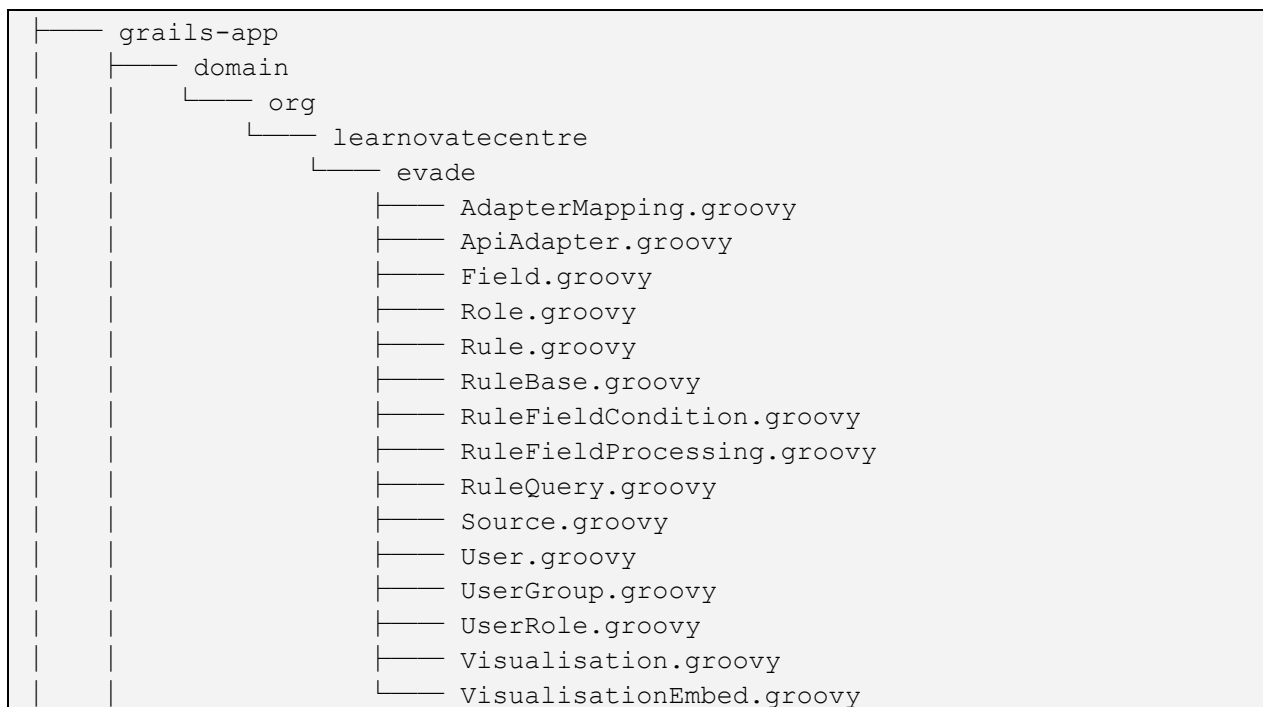 ├─── grails-app
│    ├─── domain
│    │    └─── org
│    │        └─── learnovatecentre
│    │            └─── evade
│    │                ├─── AdapterMapping.groovy
│    │                ├─── ApiAdapter.groovy
│    │                ├─── Field.groovy
│    │                ├─── Role.groovy
│    │                ├─── Rule.groovy
│    │                ├─── RuleBase.groovy
│    │                ├─── RuleFieldCondition.groovy
│    │                ├─── RuleFieldProcessing.groovy
│    │                ├─── RuleQuery.groovy
│    │                ├─── Source.groovy
│    │                ├─── User.groovy
│    │                ├─── UserGroup.groovy
│    │                ├─── UserRole.groovy
│    │                ├─── Visualisation.groovy
│    │                └─── VisualisationEmbed.groovy